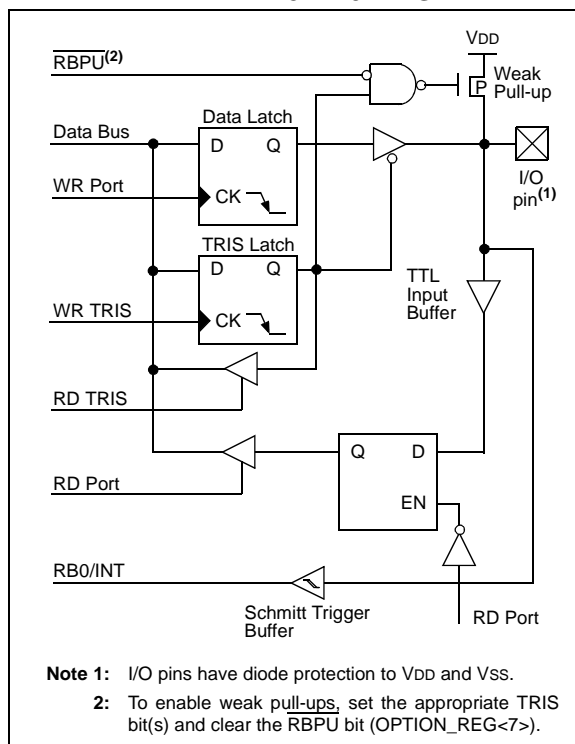 VDD
RBPU(2)
Weak
Pull-up
P
Data Latch
Data Bus
D Q
WR Port
CK
I/O
pin(1)
TRIS Latch
D Q
TTL
Input
Buffer
WR TRIS
CK
RD TRIS
Q D
RD Port
EN
RB0/INT
Schmitt Trigger
Buffer
RD Port
Note 1: I/O pins have diode protection to VDD and VSS.
2: To enable weak pull-ups, set the appropriate TRIS
bit(s) and clear the RBPU bit (OPTION_REG<7>).